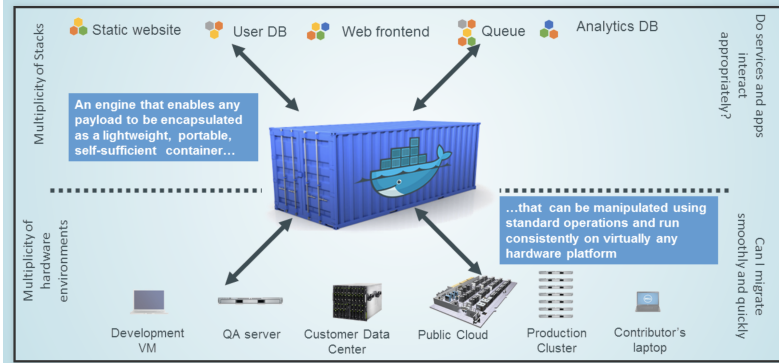 Static website
User DB
Web frontend
Queue
Analytics DB
Multiplicity of Stacks
Do services and apps
interact
appropriately?
An engine that enables any
payload to be encapsulated
as a lightweight, portable,
self-sufficient container…
…that can be manipulated using
standard operations and run
consistently on virtually any
hardware platform
Multiplicity of
hardware
environments
Can I migrate
smoothly and quickly
Development
VM
QA server
Customer Data
Center
Public Cloud
Production
Cluster
Contributor's
laptop